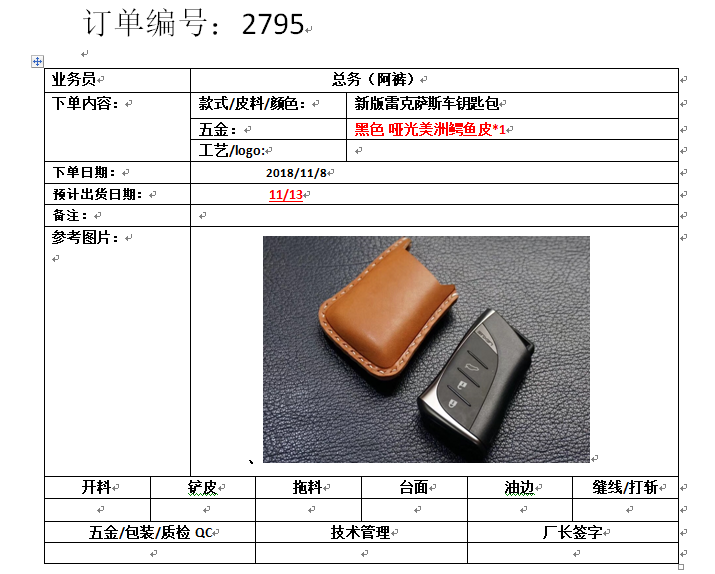 订单编号：2795
业务员 总务（阿裤）
下单内容： 款式/皮料/颜色： 新版雷克萨斯车钥匙包
五金： 黑色 哑光美洲鳄鱼皮*1
工艺/logo:
下单日期： 2018/11/8
预计出货日期： 11/13
备注：
参考图片：
、
开料 铲皮 拖料 台面 油边 缝线/打斩
五金/包装/质检 QC 技术管理 厂长签字